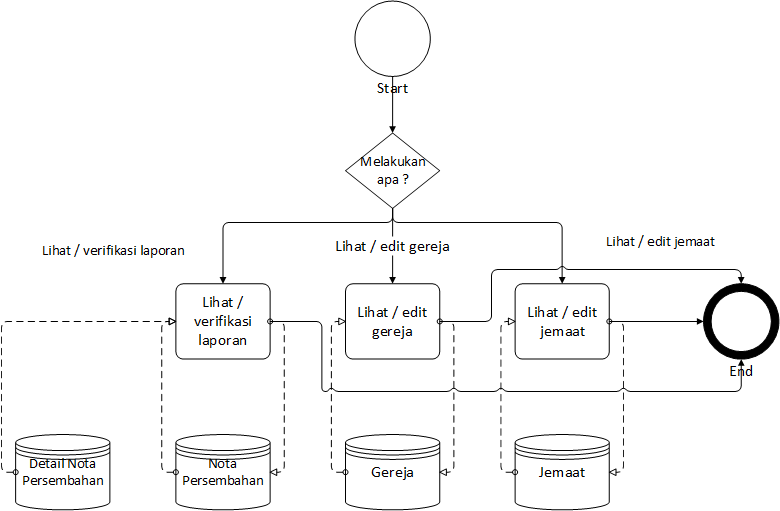 Start
Melakukan
apa ?
Lihat / verifikasi laporan
Lihat / edit gereja
Lihat / edit jemaat
Lihat /
verifikasi
laporan
Lihat / edit
gereja
Lihat / edit
jemaat
End
Detail Nota
Persembahan
Nota
Persembahan
Gereja
Jemaat